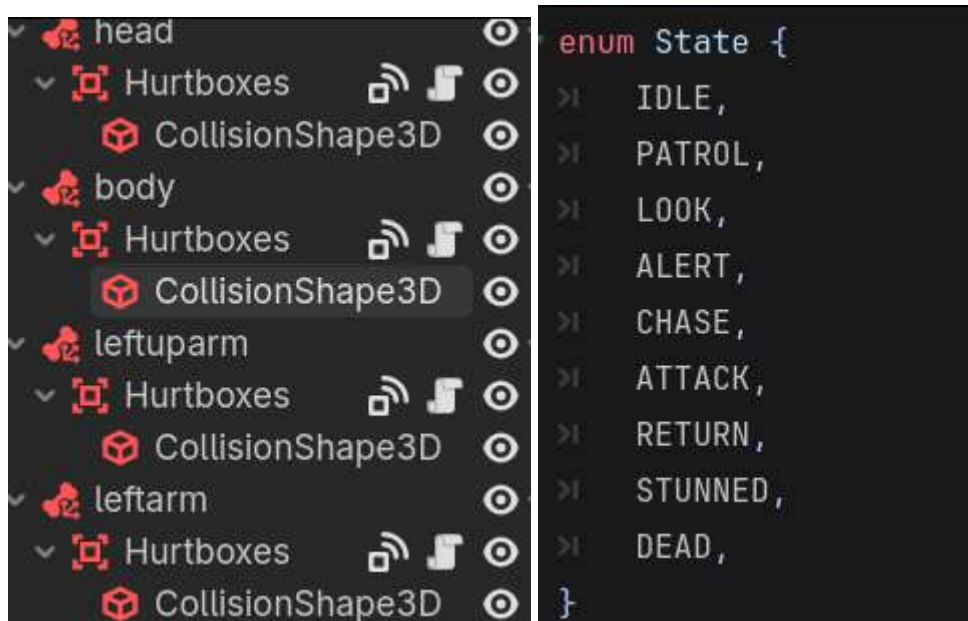 head
Hurtboxes
CollisionShape3D
body
Hurtboxes
CollisionShape3D
leftuparm
Hurtboxes
CollisionShape3D
leftarm
Hurtboxes
CollisionShape3D
enum State {
IDLE,
PATROL,
LOOK,
ALERT,
CHASE,
ATTACK,
RETURN,
STUNNED,
DEAD,
}